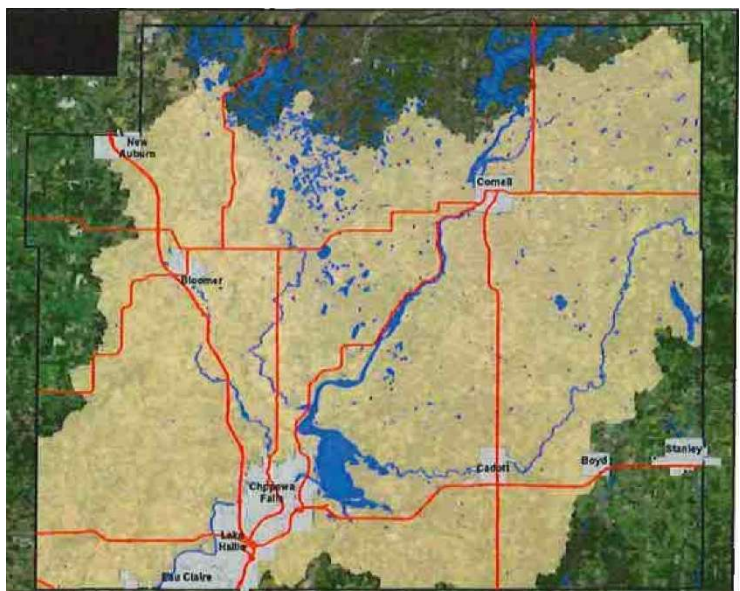 New
Auburn
Cornell
Bloomer
Cadott
Boyd
Stanley
Chippewa
Falls
Lake
Hallie
Eau Claire